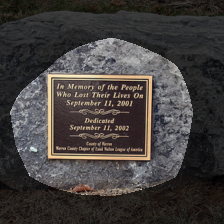 In Memory of the People
Who Lost Their Lives On
September 11, 2001
Dedicated
September 11, 2002
County of Warren
Warren County Chapter of Izaak Walton League of America